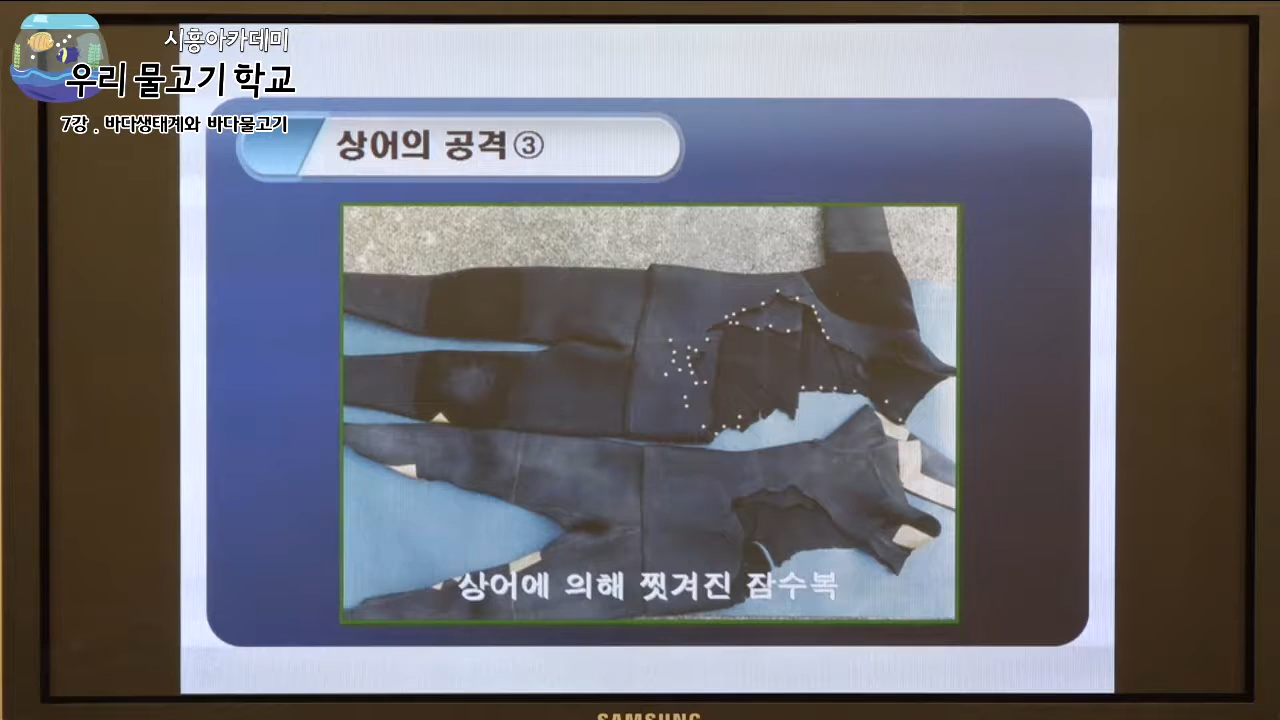 시흥아카데미
우리 물고기 학교
7강. 바다생태계와 바다물고기
상어의 공격③
상어에 의해 찢겨진 잠수복
SAMSUNG